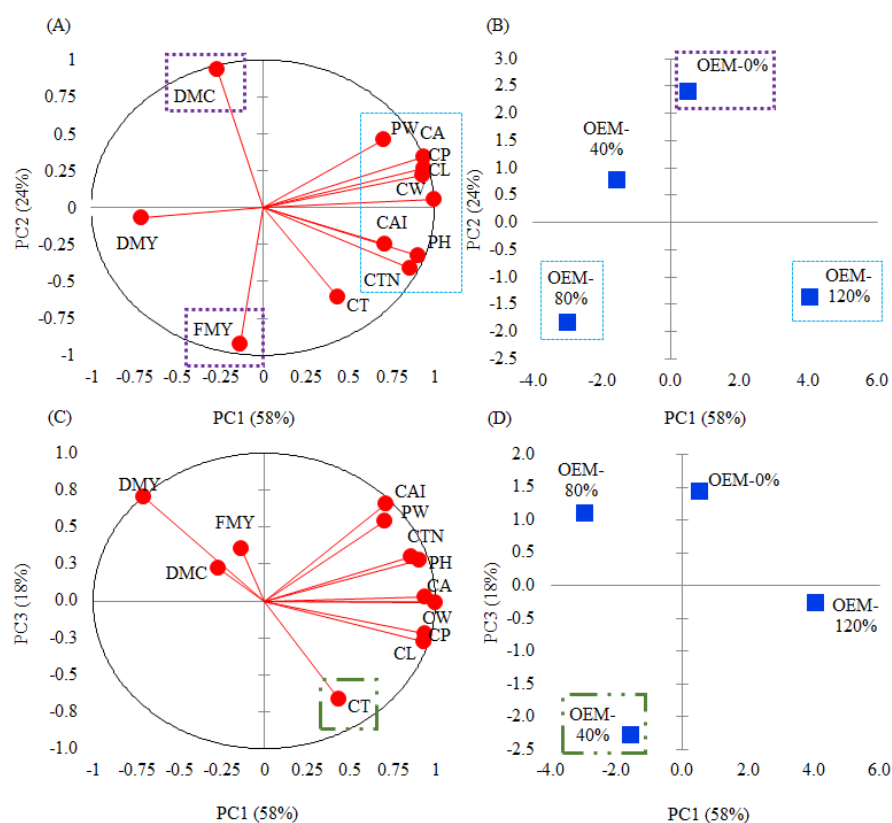 (A)
1
0.75
0.5
0.25
0
-0.25
-0.5
-0.75
-1
PC2 (24%)
DMC
PW
CA
CP
CL
CW
CAI
PH
CTN
CT
DMY
FMY
-1 -0.75 -0.5 -0.25 0 0.25 0.5 0.75 1
PC1 (58%)
(B)
3.0
2.5
2.0
1.5
1.0
0.5
0.0
-0.5
-1.0
-1.5
-2.0
-2.5
PC2 (24%)
OEM-0%
OEM-
40%
OEM-
80%
OEM-
120%
-4.0 -2.0 0.0 2.0 4.0 6.0
PC1 (58%)
(C)
1.0
0.8
0.5
0.3
0.0
-0.3
-0.5
-0.8
-1.0
PC3 (18%)
DMY
FMY
DMC
CAI
PW
CTN
PH
CA
CW
CP
CL
CT
-1 -0.75 -0.5 -0.25 0 0.25 0.5 0.75 1
PC1 (58%)
(D)
2.0
1.5
1.0
0.5
0.0
-0.5
-1.0
-1.5
-2.0
-2.5
PC3 (18%)
OEM-
80%
OEM-0%
OEM-
120%
OEM-
40%
-4.0 -2.0 0.0 2.0 4.0 6.0
PC1 (58%)